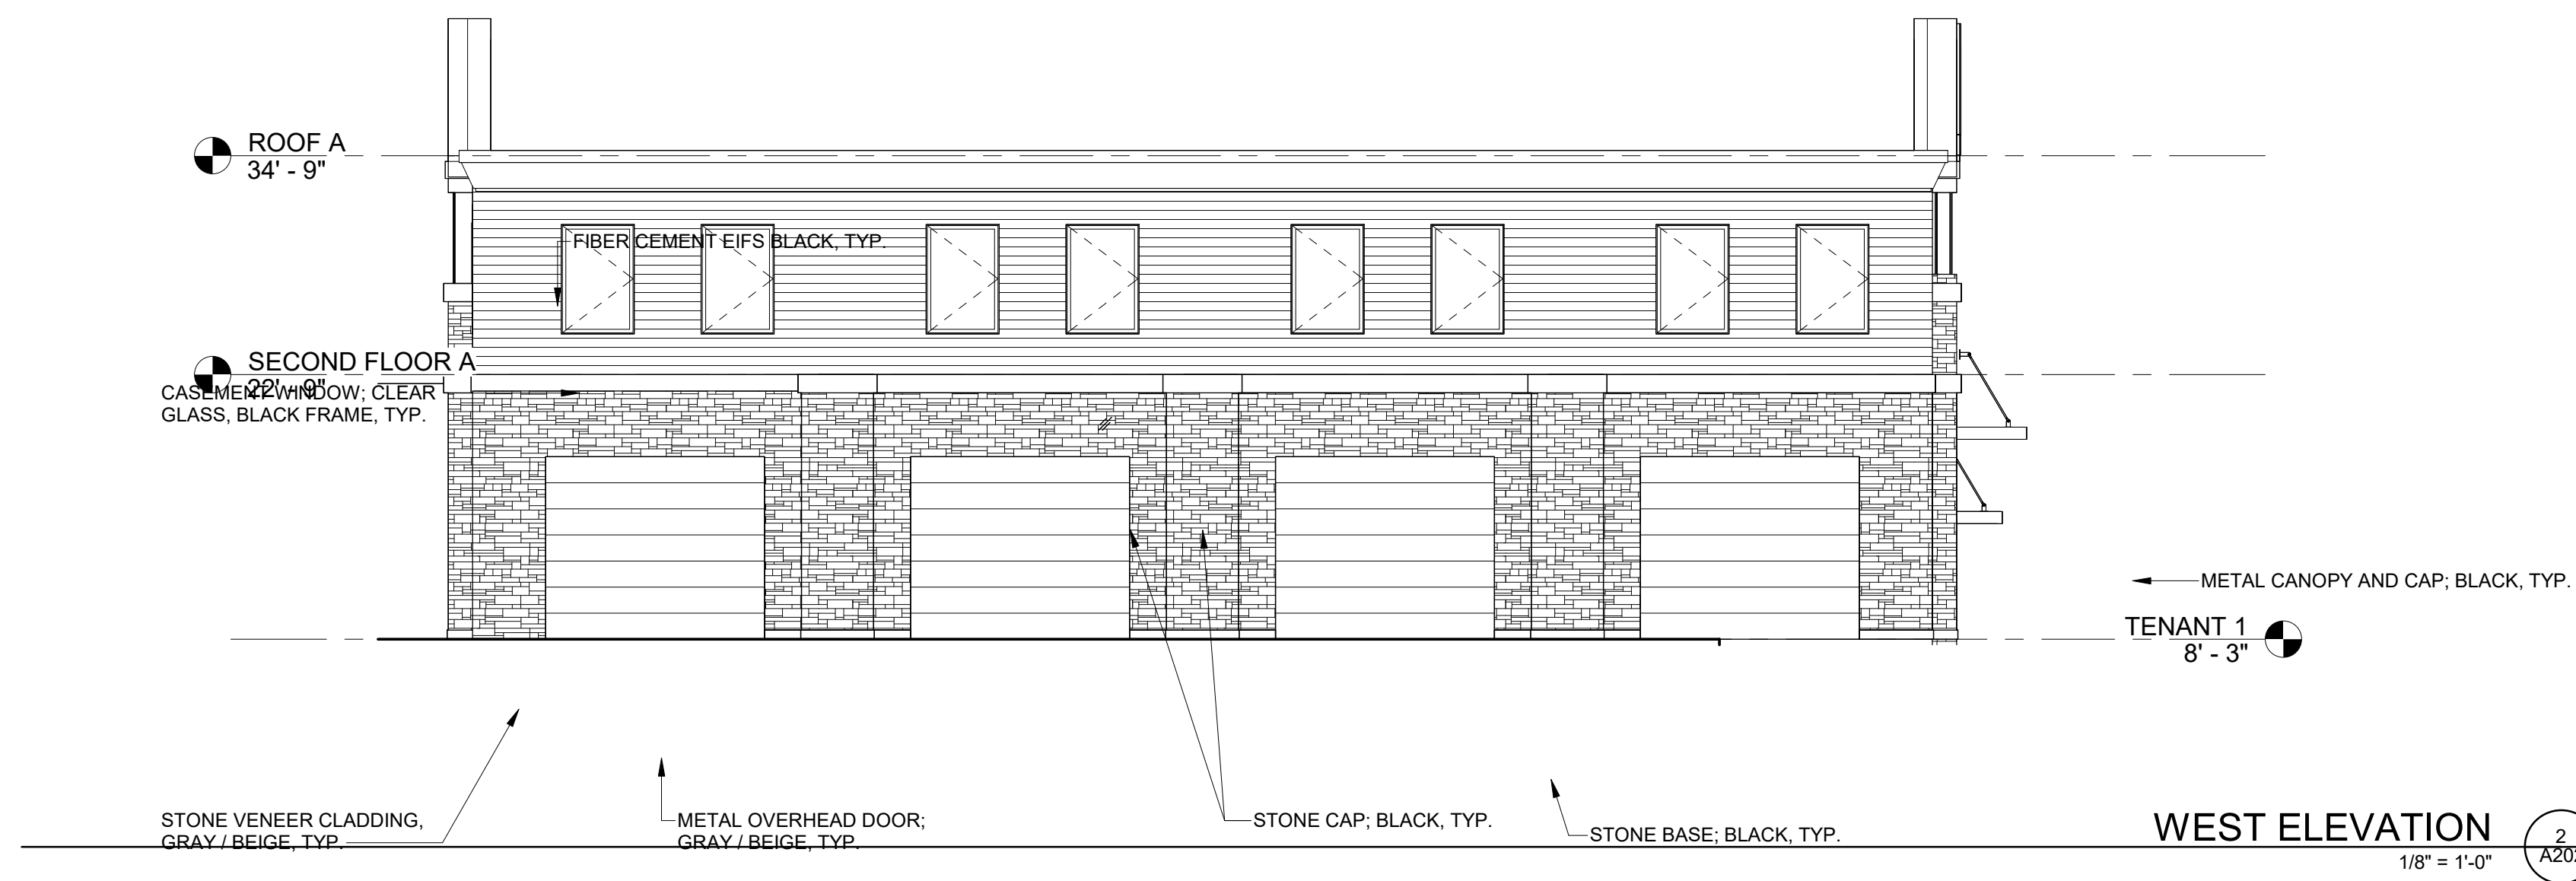 ROOF A
34' - 9"
FIBER CEMENT EIFS BLACK, TYP.
SECOND FLOOR A
22' - 9"
CASEMENT WINDOW; CLEAR
GLASS, BLACK FRAME, TYP.
METAL CANOPY AND CAP; BLACK, TYP.
TENANT 1
8' - 3"
STONE VENEER CLADDING,
GRAY / BEIGE, TYP.
METAL OVERHEAD DOOR;
GRAY / BEIGE, TYP.
STONE CAP; BLACK, TYP.
STONE BASE; BLACK, TYP.
WEST ELEVATION
1/8" = 1'-0"
2